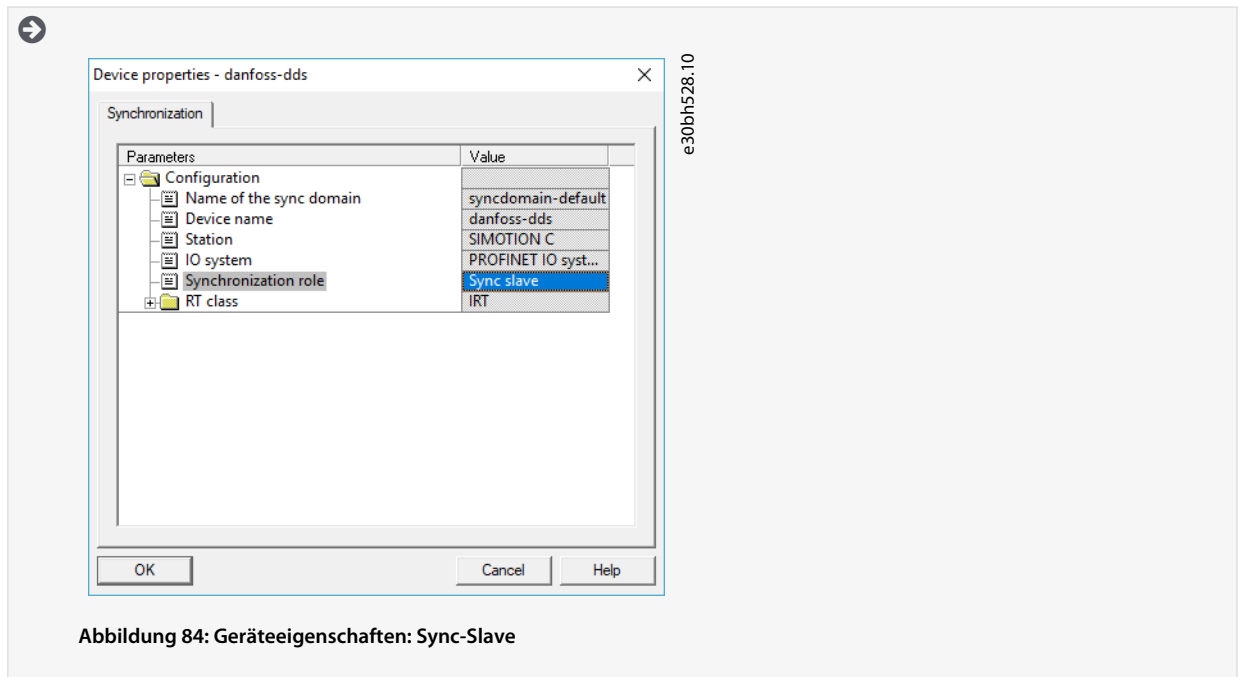 Device properties - danfoss-dds
e30bh528.10
Synchronization
Parameters Value
Configuration
Name of the sync domain syncdomain-default
Device name danfoss-dds
Station SIMOTION C
IO system PROFINET IO syst...
Synchronization role Sync slave
RT class IRT
OK Cancel Help
Abbildung 84: Geräteeigenschaften: Sync-Slave